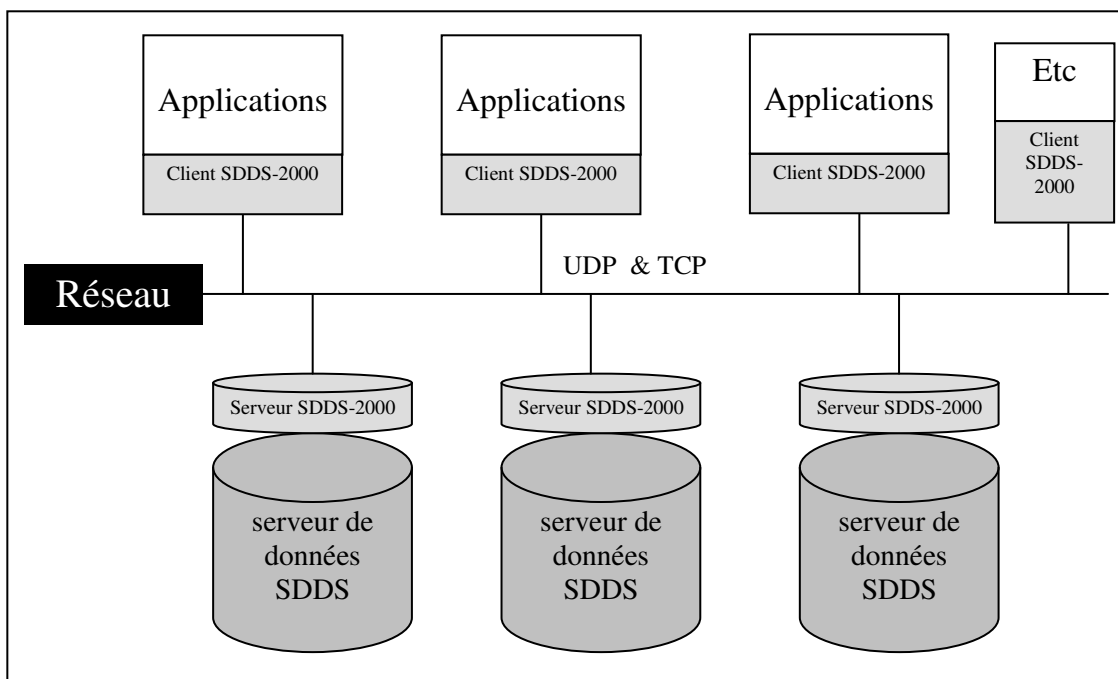 Applications
Client SDDS-2000
Applications
Client SDDS-2000
Applications
Client SDDS-2000
Etc
Client
SDDS-
2000
UDP & TCP
Réseau
Serveur SDDS-2000
Serveur SDDS-2000
Serveur SDDS-2000
serveur de
données
SDDS
serveur de
données
SDDS
serveur de
données
SDDS